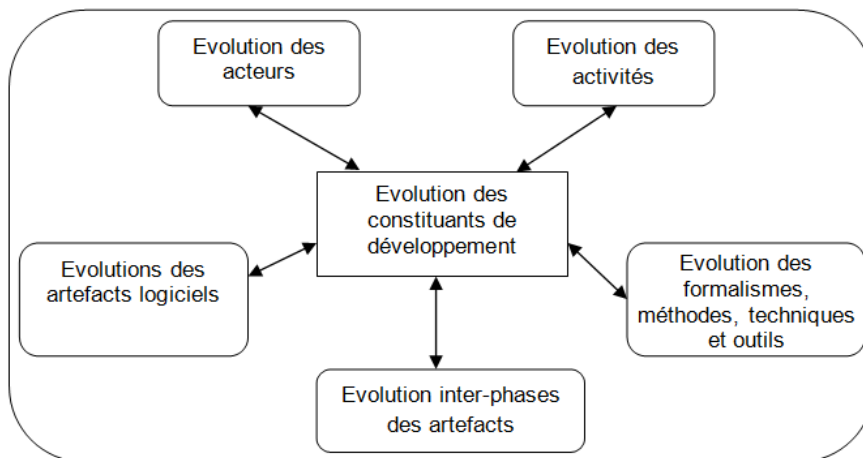 Evolution des
acteurs
Evolution des
activités
Evolution des
constituants de
développement
Evolutions des
artefacts logiciels
Evolution des
formalismes,
méthodes, techniques
et outils
Evolution inter-phases
des artefacts